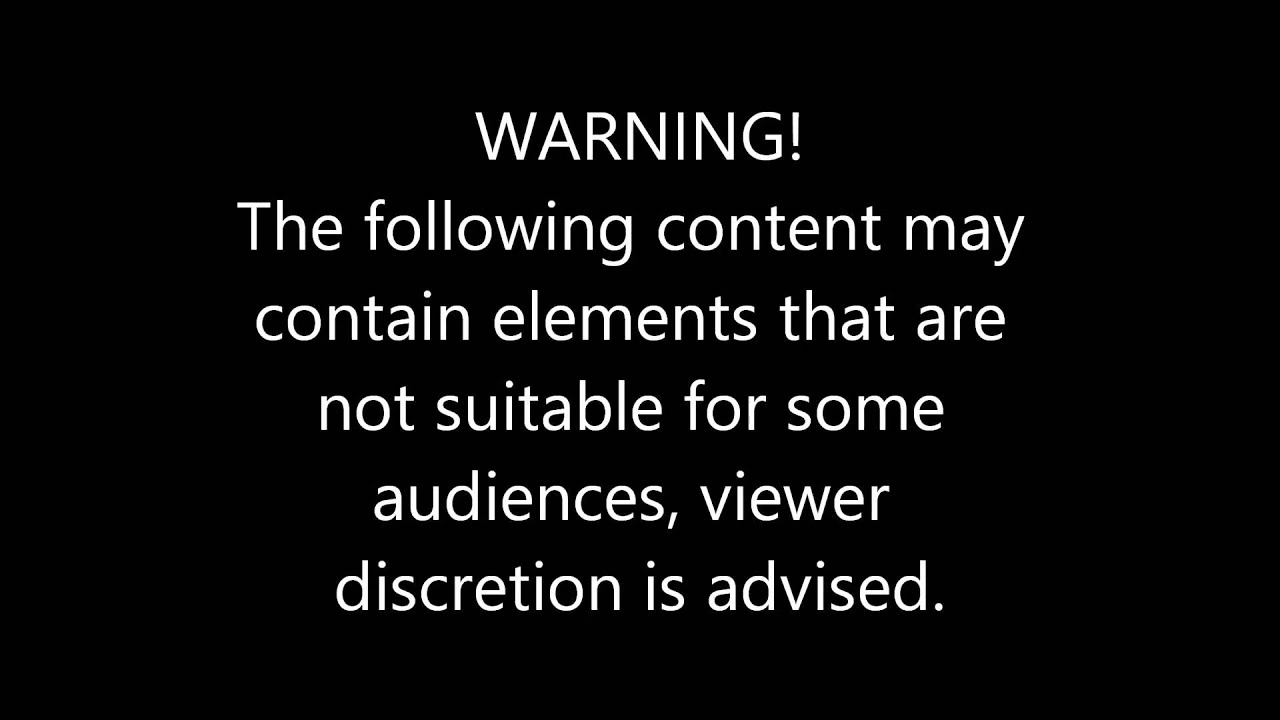 WARNING!
The following content may
contain elements that are
not suitable for some
audiences, viewer
discretion is advised.